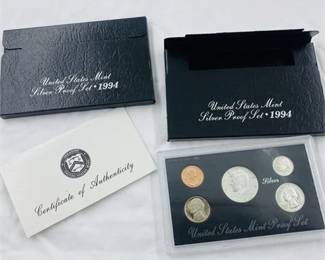 United States Mint
Silver Proof Set • 1994
United States Mint
Silver Proof Set • 1994
Certificate of Authenticity
Silver
United States Mint Proof Set